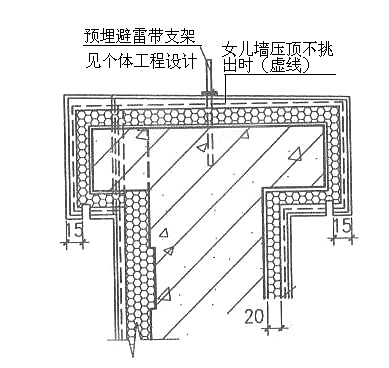 预埋避雷带支架
见个体工程设计
女儿墙压顶不挑
出时（虚线）
15
15
20